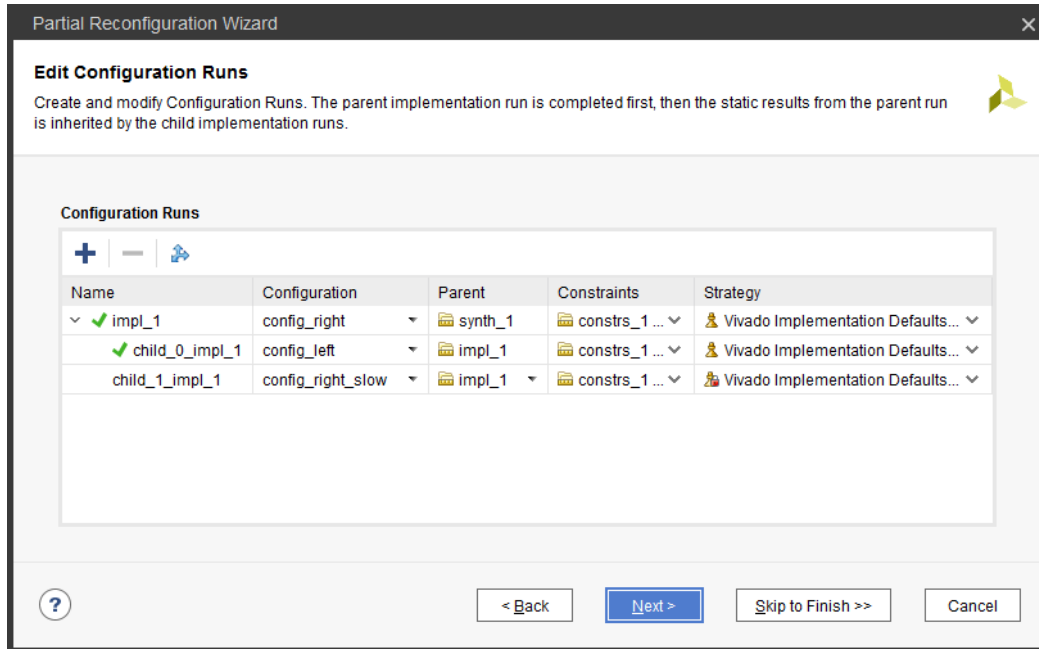 Partial Reconfiguration Wizard
Edit Configuration Runs
Create and modify Configuration Runs. The parent implementation run is completed first, then the static results from the parent run
is inherited by the child implementation runs.
Configuration Runs
Name Configuration Parent Constraints Strategy
impl_1 config_right synth_1 constrs_1 ... Vivado Implementation Defaults...
child_0_impl_1 config_left impl_1 constrs_1 ... Vivado Implementation Defaults...
child_1_impl_1 config_right_slow impl_1 constrs_1 ... Vivado Implementation Defaults...
? < Back Next > Skip to Finish >> Cancel